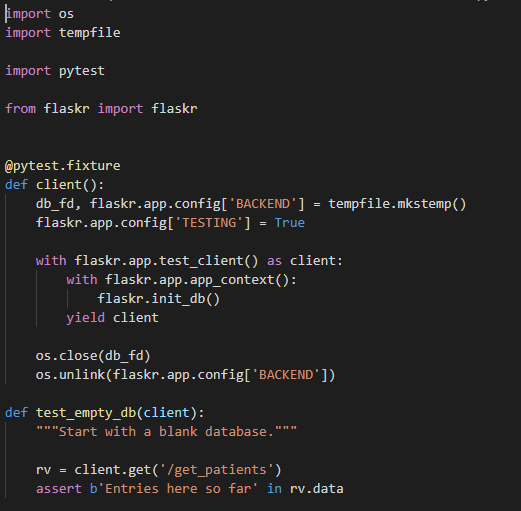 import os
import tempfile
import pytest
from flaskr import flaskr
@pytest.fixture
def client():
    db_fd, flaskr.app.config['BACKEND'] = tempfile.mkstemp()
    flaskr.app.config['TESTING'] = True
    with flaskr.app.test_client() as client:
        with flaskr.app.app_context():
            flaskr.init_db()
        yield client
    os.close(db_fd)
    os.unlink(flaskr.app.config['BACKEND'])
def test_empty_db(client):
    """Start with a blank database."""
    rv = client.get('/get_patients')
    assert b'Entries here so far' in rv.data